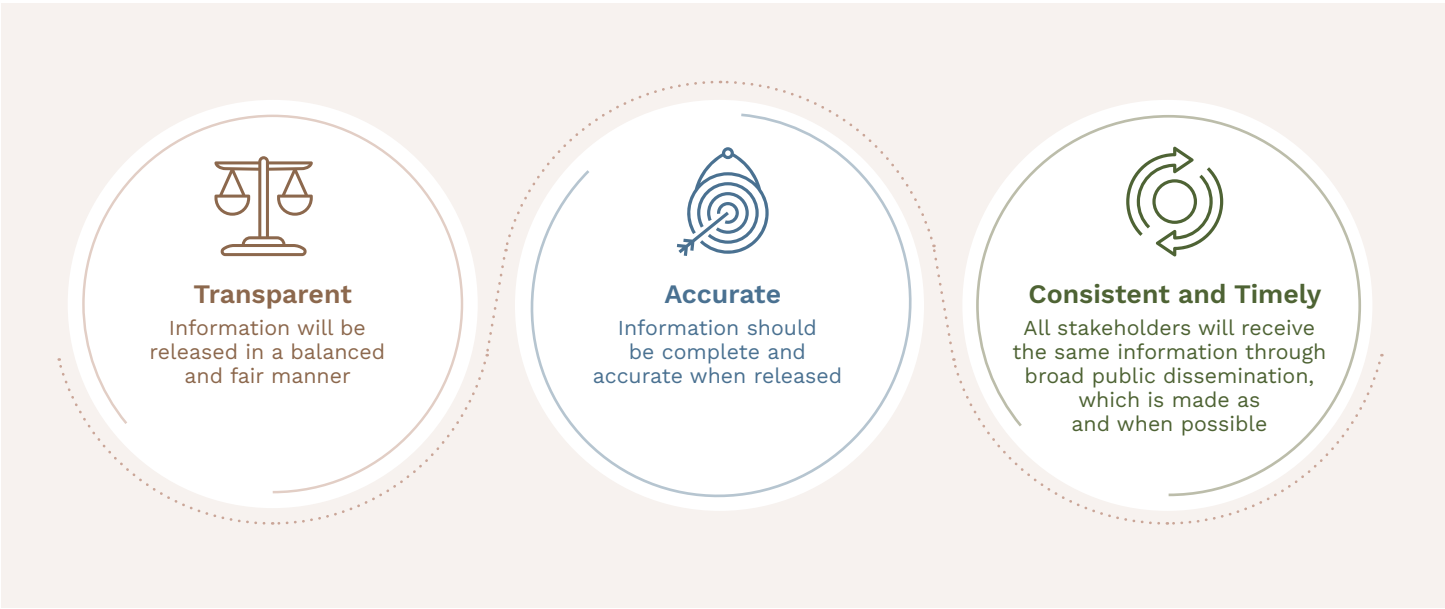 Transparent
Information will be
released in a balanced
and fair manner
Accurate
Information should
be complete and
accurate when released
Consistent and Timely
All stakeholders will receive
the same information through
broad public dissemination,
which is made as
and when possible